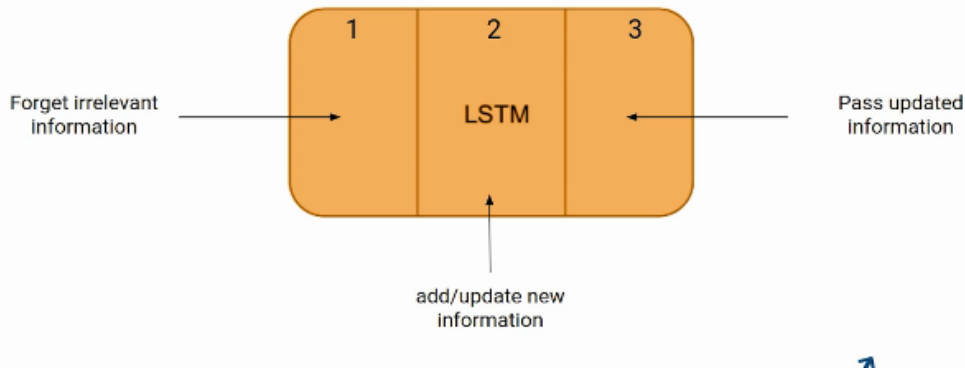 1
2
3
Forget irrelevant
information
LSTM
Pass updated
information
add/update new
information